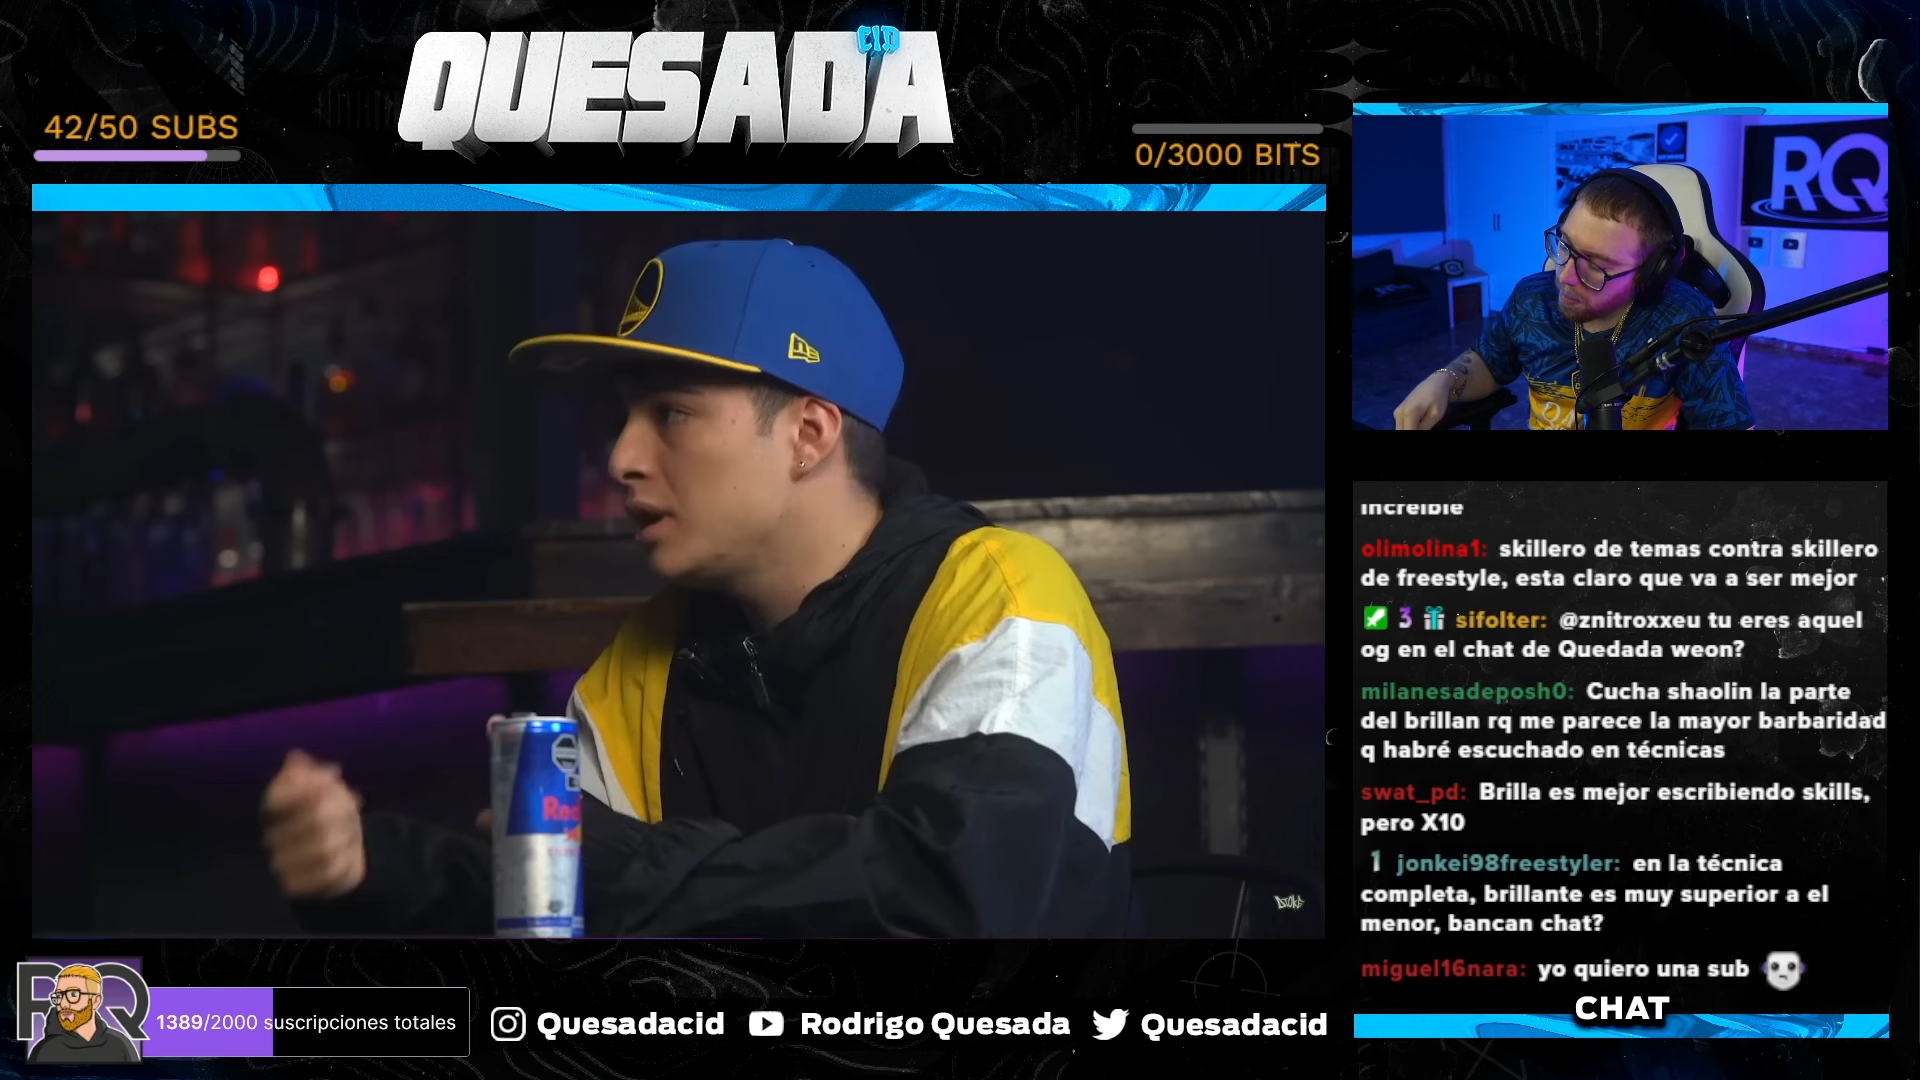 QUESADA
CID
42/50 SUBS
0/3000 BITS
RQ
increíble
olimolina1: skillero de temas contra skillero
de freestyle, esta claro que va a ser mejor
3 sifolter: @znitroxxeu tu eres aquel
og en el chat de Quedada weon?
milanesadeposh0: Cucha shaolin la parte
del brillan rq me parece la mayor barbaridad
q habré escuchado en técnicas
swat_pd: Brilla es mejor escribiendo skills,
pero X10
1 jonkei98freestyler: en la técnica
completa, brillante es muy superior a el
menor, bancan chat?
miguel16nara: yo quiero una sub
CHAT
Red
RQ
1389/2000 suscripciones totales
Quesadacid
Rodrigo Quesada
Quesadacid